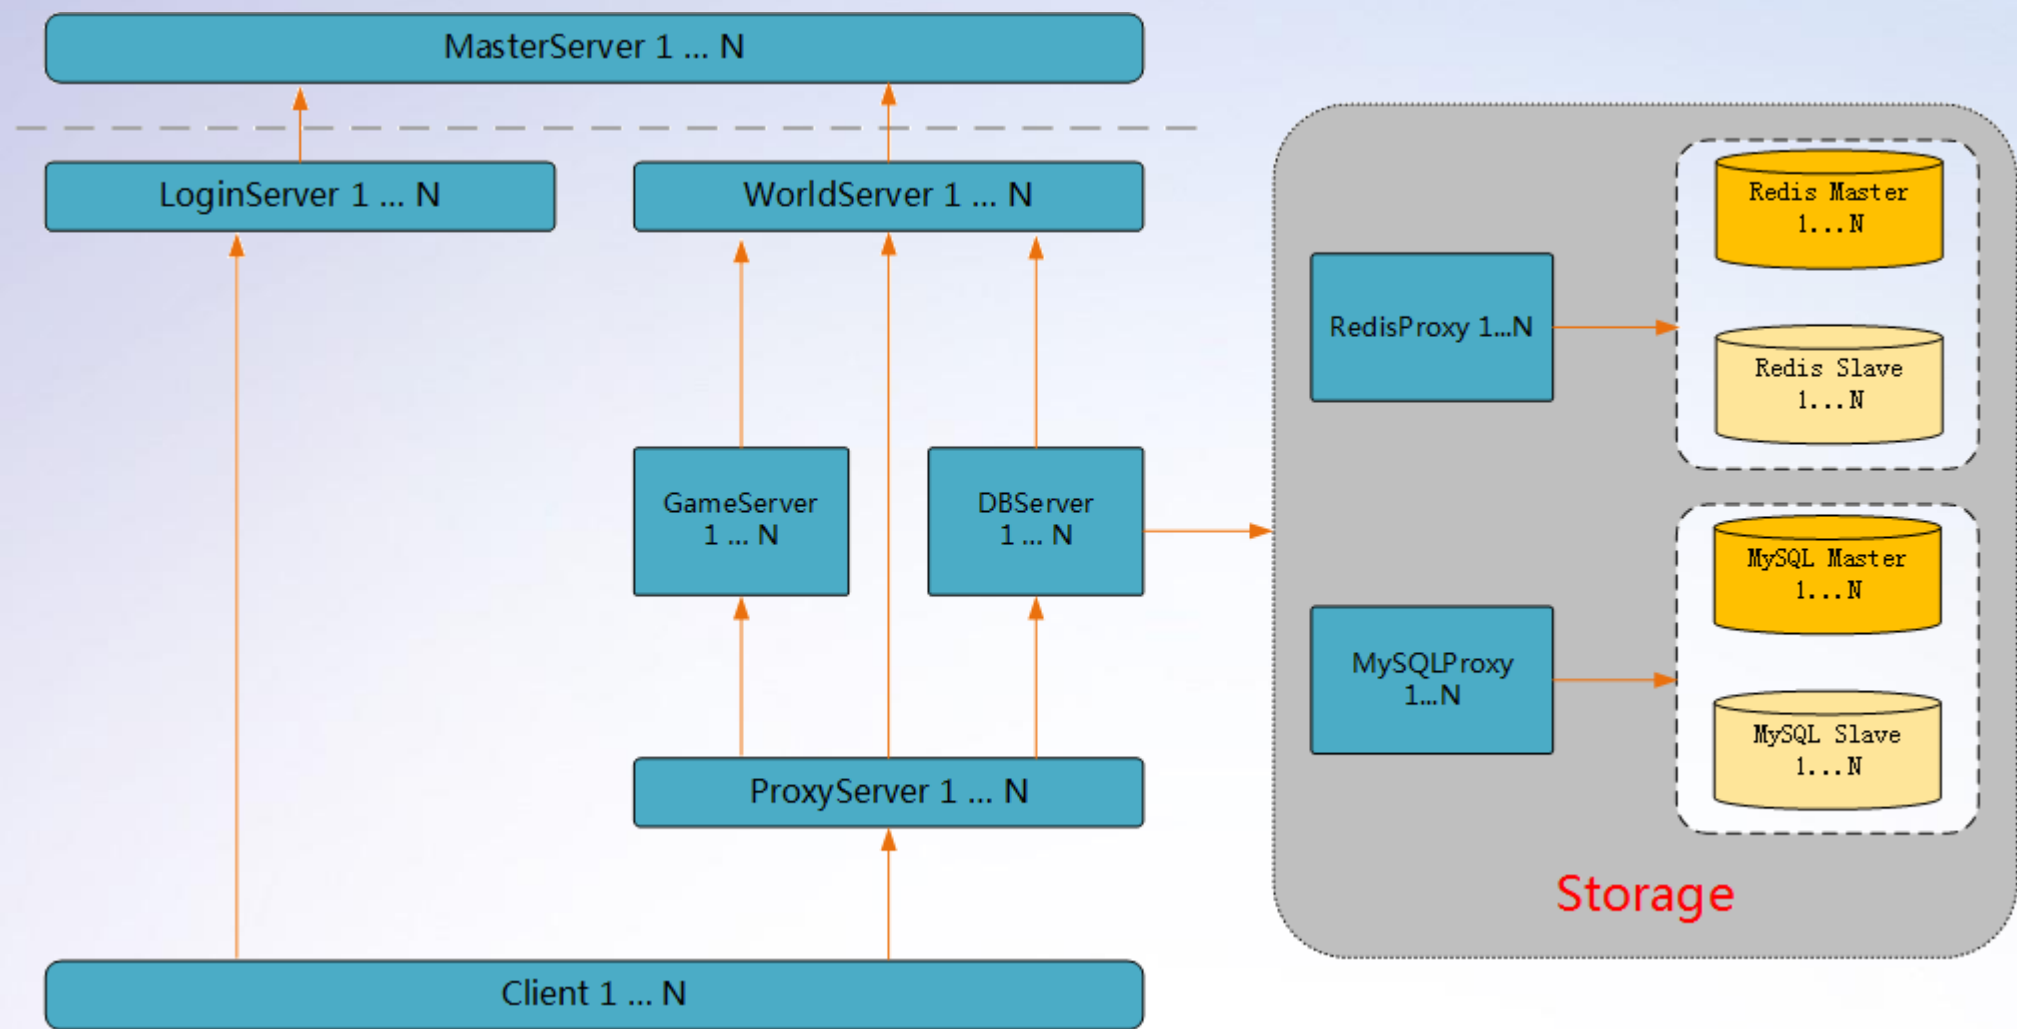 MasterServer 1 ... N
LoginServer 1 ... N
WorldServer 1 ... N
GameServer
1 ... N
DBServer
1 ... N
ProxyServer 1 ... N
Client 1 ... N
RedisProxy 1...N
Redis Master
1...N
Redis Slave
1...N
MySQLProxy
1...N
MySQL Master
1...N
MySQL Slave
1...N
Storage